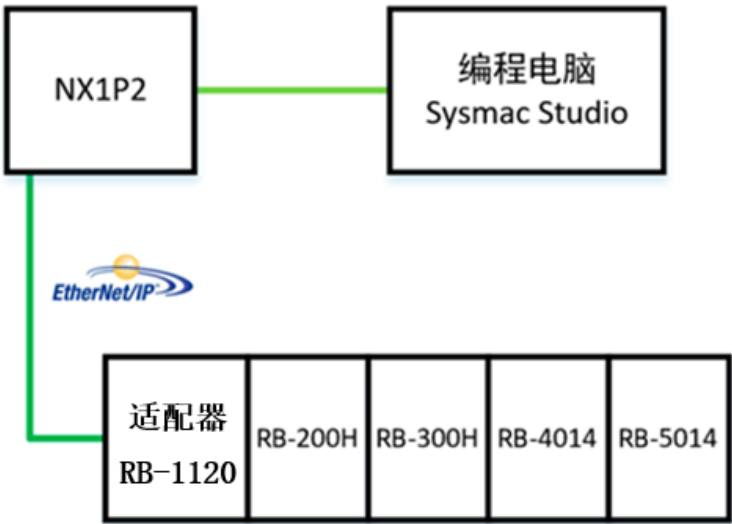 NX1P2
编程电脑
Sysmac Studio
EtherNet/IP
适配器
RB-1120
RB-200H
RB-300H
RB-4014
RB-5014